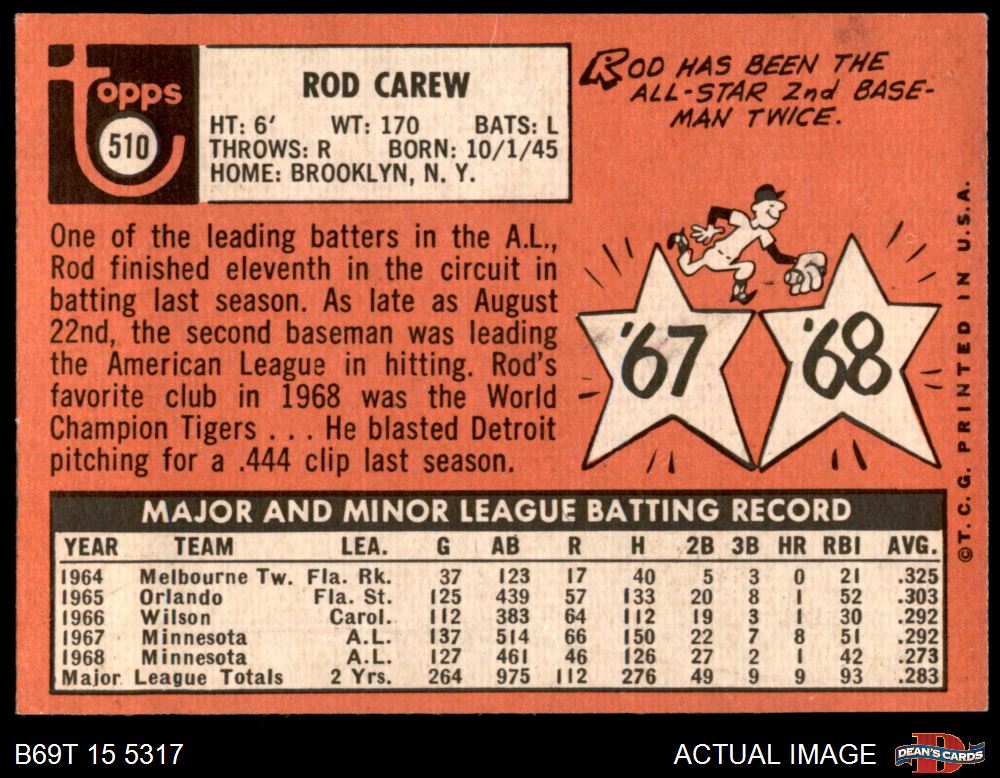 topps
510
ROD CAREW
HT: 6' WT: 170 BATS: L
THROWS: R BORN: 10/1/45
HOME: BROOKLYN, N. Y.
ROD HAS BEEN THE
ALL-STAR 2nd BASE-
MAN TWICE.
'67
'68
One of the leading batters in the A.L.,
Rod finished eleventh in the circuit in
batting last season. As late as August
22nd, the second baseman was leading
the American League in hitting. Rod's
favorite club in 1968 was the World
Champion Tigers . . . He blasted Detroit
pitching for a .444 clip last season.
©T. C. G. PRINTED IN U.S.A.
MAJOR AND MINOR LEAGUE BATTING RECORD
YEAR TEAM LEA. G AB R H 2B 3B HR RBI AVG.
1964 Melbourne Tw. Fla. Rk. 37 123 17 40 5 3 0 21 .325
1965 Orlando Fla. St. 125 439 57 133 20 8 1 52 .303
1966 Wilson Carol. 112 383 64 112 19 3 1 30 .292
1967 Minnesota A.L. 137 514 66 150 22 7 8 51 .292
1968 Minnesota A.L. 127 461 46 126 27 2 1 42 .273
Major League Totals 2 Yrs. 264 975 112 276 49 9 9 93 .283
B69T 15 5317
ACTUAL IMAGE
DEAN'S CARDS